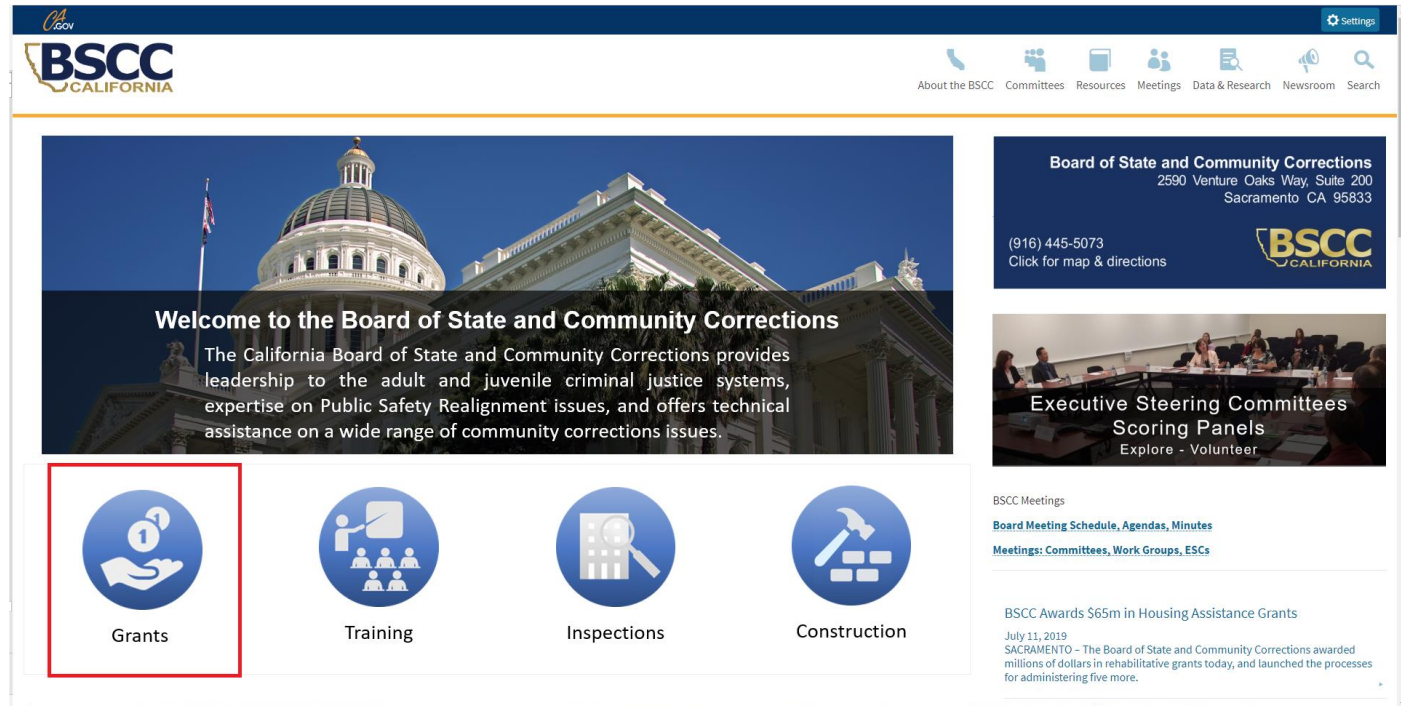 CA.GOV
Settings
BSCC
CALIFORNIA
About the BSCC
Committees
Resources
Meetings
Data & Research
Newsroom
Search
Welcome to the Board of State and Community Corrections
The California Board of State and Community Corrections provides
leadership to the adult and juvenile criminal justice systems,
expertise on Public Safety Realignment issues, and offers technical
assistance on a wide range of community corrections issues.
Grants
Training
Inspections
Construction
Board of State and Community Corrections
2590 Venture Oaks Way, Suite 200
Sacramento CA 95833
(916) 445-5073
Click for map & directions
BSCC
CALIFORNIA
Executive Steering Committees
Scoring Panels
Explore - Volunteer
BSCC Meetings
Board Meeting Schedule, Agendas, Minutes
Meetings: Committees, Work Groups, ESCs
BSCC Awards $65m in Housing Assistance Grants
July 11, 2019
SACRAMENTO – The Board of State and Community Corrections awarded
millions of dollars in rehabilitative grants today, and launched the processes
for administering five more.